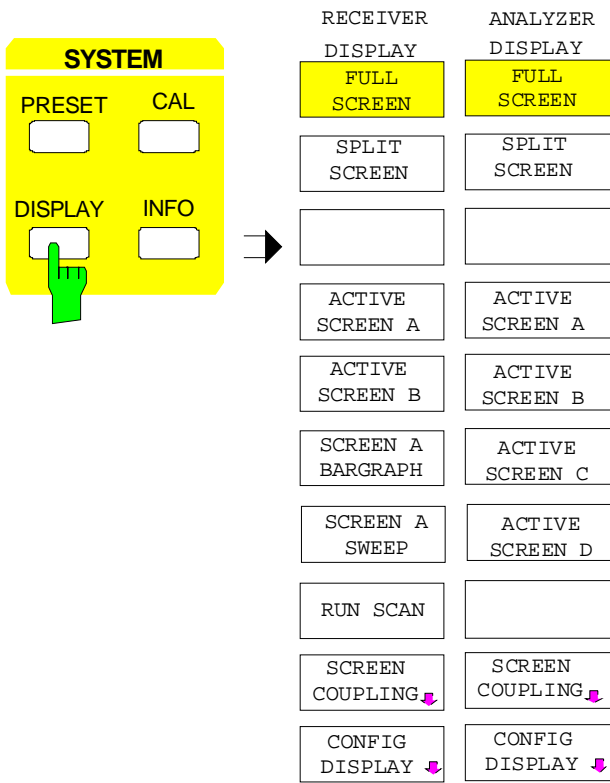 SYSTEM
PRESET CAL
DISPLAY INFO
RECEIVER
DISPLAY
FULL
SCREEN
SPLIT
SCREEN
ACTIVE
SCREEN A
ACTIVE
SCREEN B
SCREEN A
BARGRAPH
SCREEN A
SWEEP
RUN SCAN
SCREEN
COUPLING
CONFIG
DISPLAY
ANALYZER
DISPLAY
FULL
SCREEN
SPLIT
SCREEN
ACTIVE
SCREEN A
ACTIVE
SCREEN B
ACTIVE
SCREEN C
ACTIVE
SCREEN D
SCREEN
COUPLING
CONFIG
DISPLAY